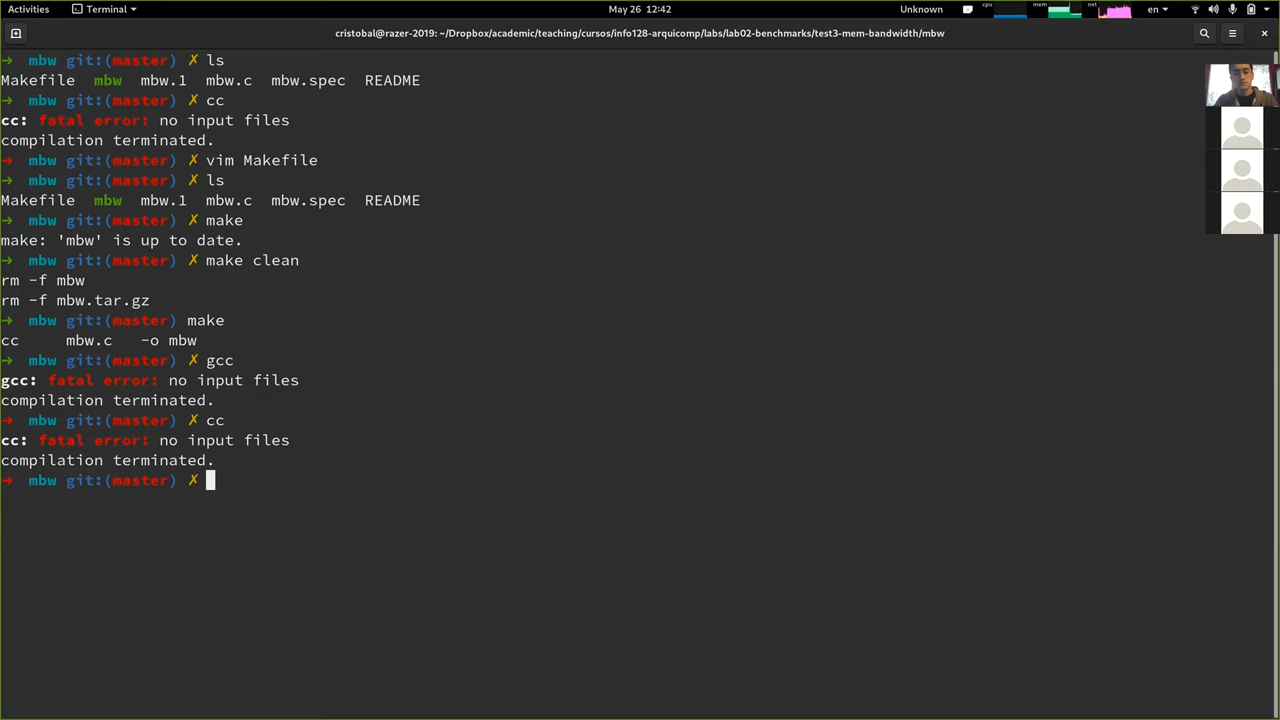 Activities Terminal May 26 12:42 Unknown cpu mem net en
cristobal@razer-2019: ~/Dropbox/academic/teaching/cursos/info128-arquicomp/labs/lab02-benchmarks/test3-mem-bandwidth/mbw
→ mbw git:(master) ✗ ls
Makefile mbw mbw.1 mbw.c mbw.spec README
→ mbw git:(master) ✗ cc
cc: fatal error: no input files
compilation terminated.
→ mbw git:(master) ✗ vim Makefile
→ mbw git:(master) ✗ ls
Makefile mbw mbw.1 mbw.c mbw.spec README
→ mbw git:(master) ✗ make
make: 'mbw' is up to date.
→ mbw git:(master) ✗ make clean
rm -f mbw
rm -f mbw.tar.gz
→ mbw git:(master) make
cc mbw.c -o mbw
→ mbw git:(master) ✗ gcc
gcc: fatal error: no input files
compilation terminated.
→ mbw git:(master) ✗ cc
cc: fatal error: no input files
compilation terminated.
→ mbw git:(master) ✗